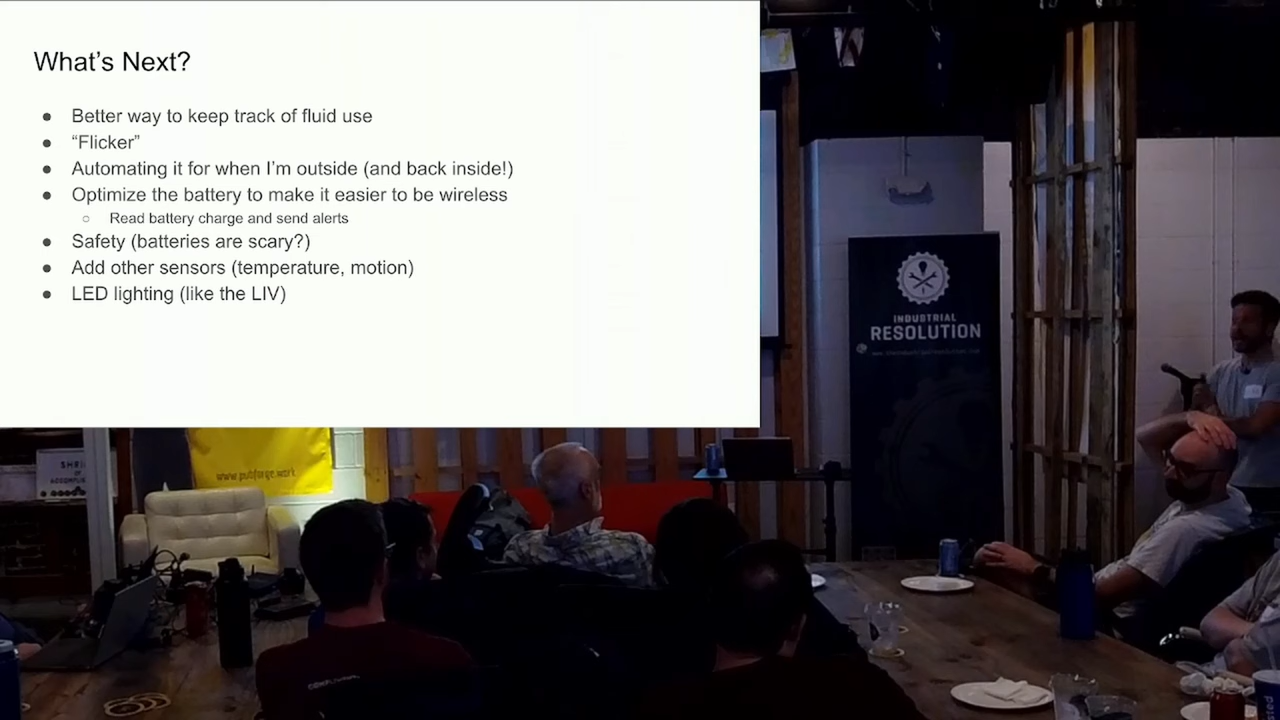 What's Next?
● Better way to keep track of fluid use
● “Flicker”
● Automating it for when I'm outside (and back inside!)
● Optimize the battery to make it easier to be wireless
○ Read battery charge and send alerts
● Safety (batteries are scary?)
● Add other sensors (temperature, motion)
● LED lighting (like the LIV)
INDUSTRIAL
RESOLUTION
www.pubforge.work
SHRI
OF